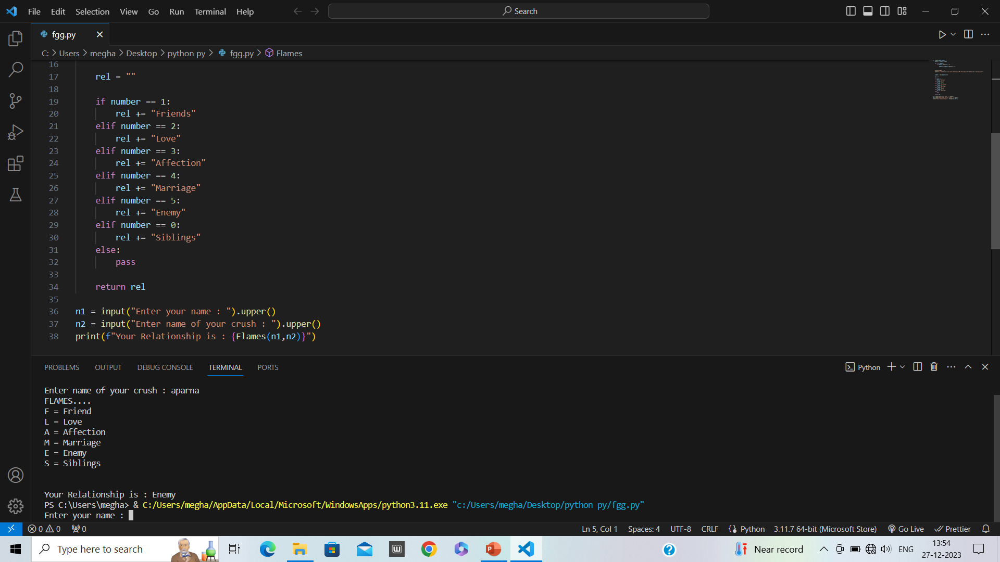 File Edit Selection View Go Run Terminal Help
Search
fgg.py
C: > Users > megha > Desktop > python py > fgg.py > Flames
16
17 rel = ""
18
19 if number == 1:
20 rel += "Friends"
21 elif number == 2:
22 rel += "Love"
23 elif number == 3:
24 rel += "Affection"
25 elif number == 4:
26 rel += "Marriage"
27 elif number == 5:
28 rel += "Enemy"
29 elif number == 0:
30 rel += "Siblings"
31 else:
32 pass
33
34 return rel
35
36 n1 = input("Enter your name : ").upper()
37 n2 = input("Enter name of your crush : ").upper()
38 print(f"Your Relationship is : {Flames(n1,n2)}")
PROBLEMS OUTPUT DEBUG CONSOLE TERMINAL PORTS
Python
Enter name of your crush : aparna
FLAMES....
F = Friend
L = Love
A = Affection
M = Marriage
E = Enemy
S = Siblings
Your Relationship is : Enemy
PS C:\Users\megha> & C:/Users/megha/AppData/Local/Microsoft/WindowsApps/python3.11.exe "c:/Users/megha/Desktop/python py/fgg.py"
Enter your name :
0 0 0 Ln 5, Col 1 Spaces: 4 UTF-8 CRLF Python 3.11.7 64-bit (Microsoft Store) Go Live Prettier
Type here to search
Near record ENG
13:54
27-12-2023